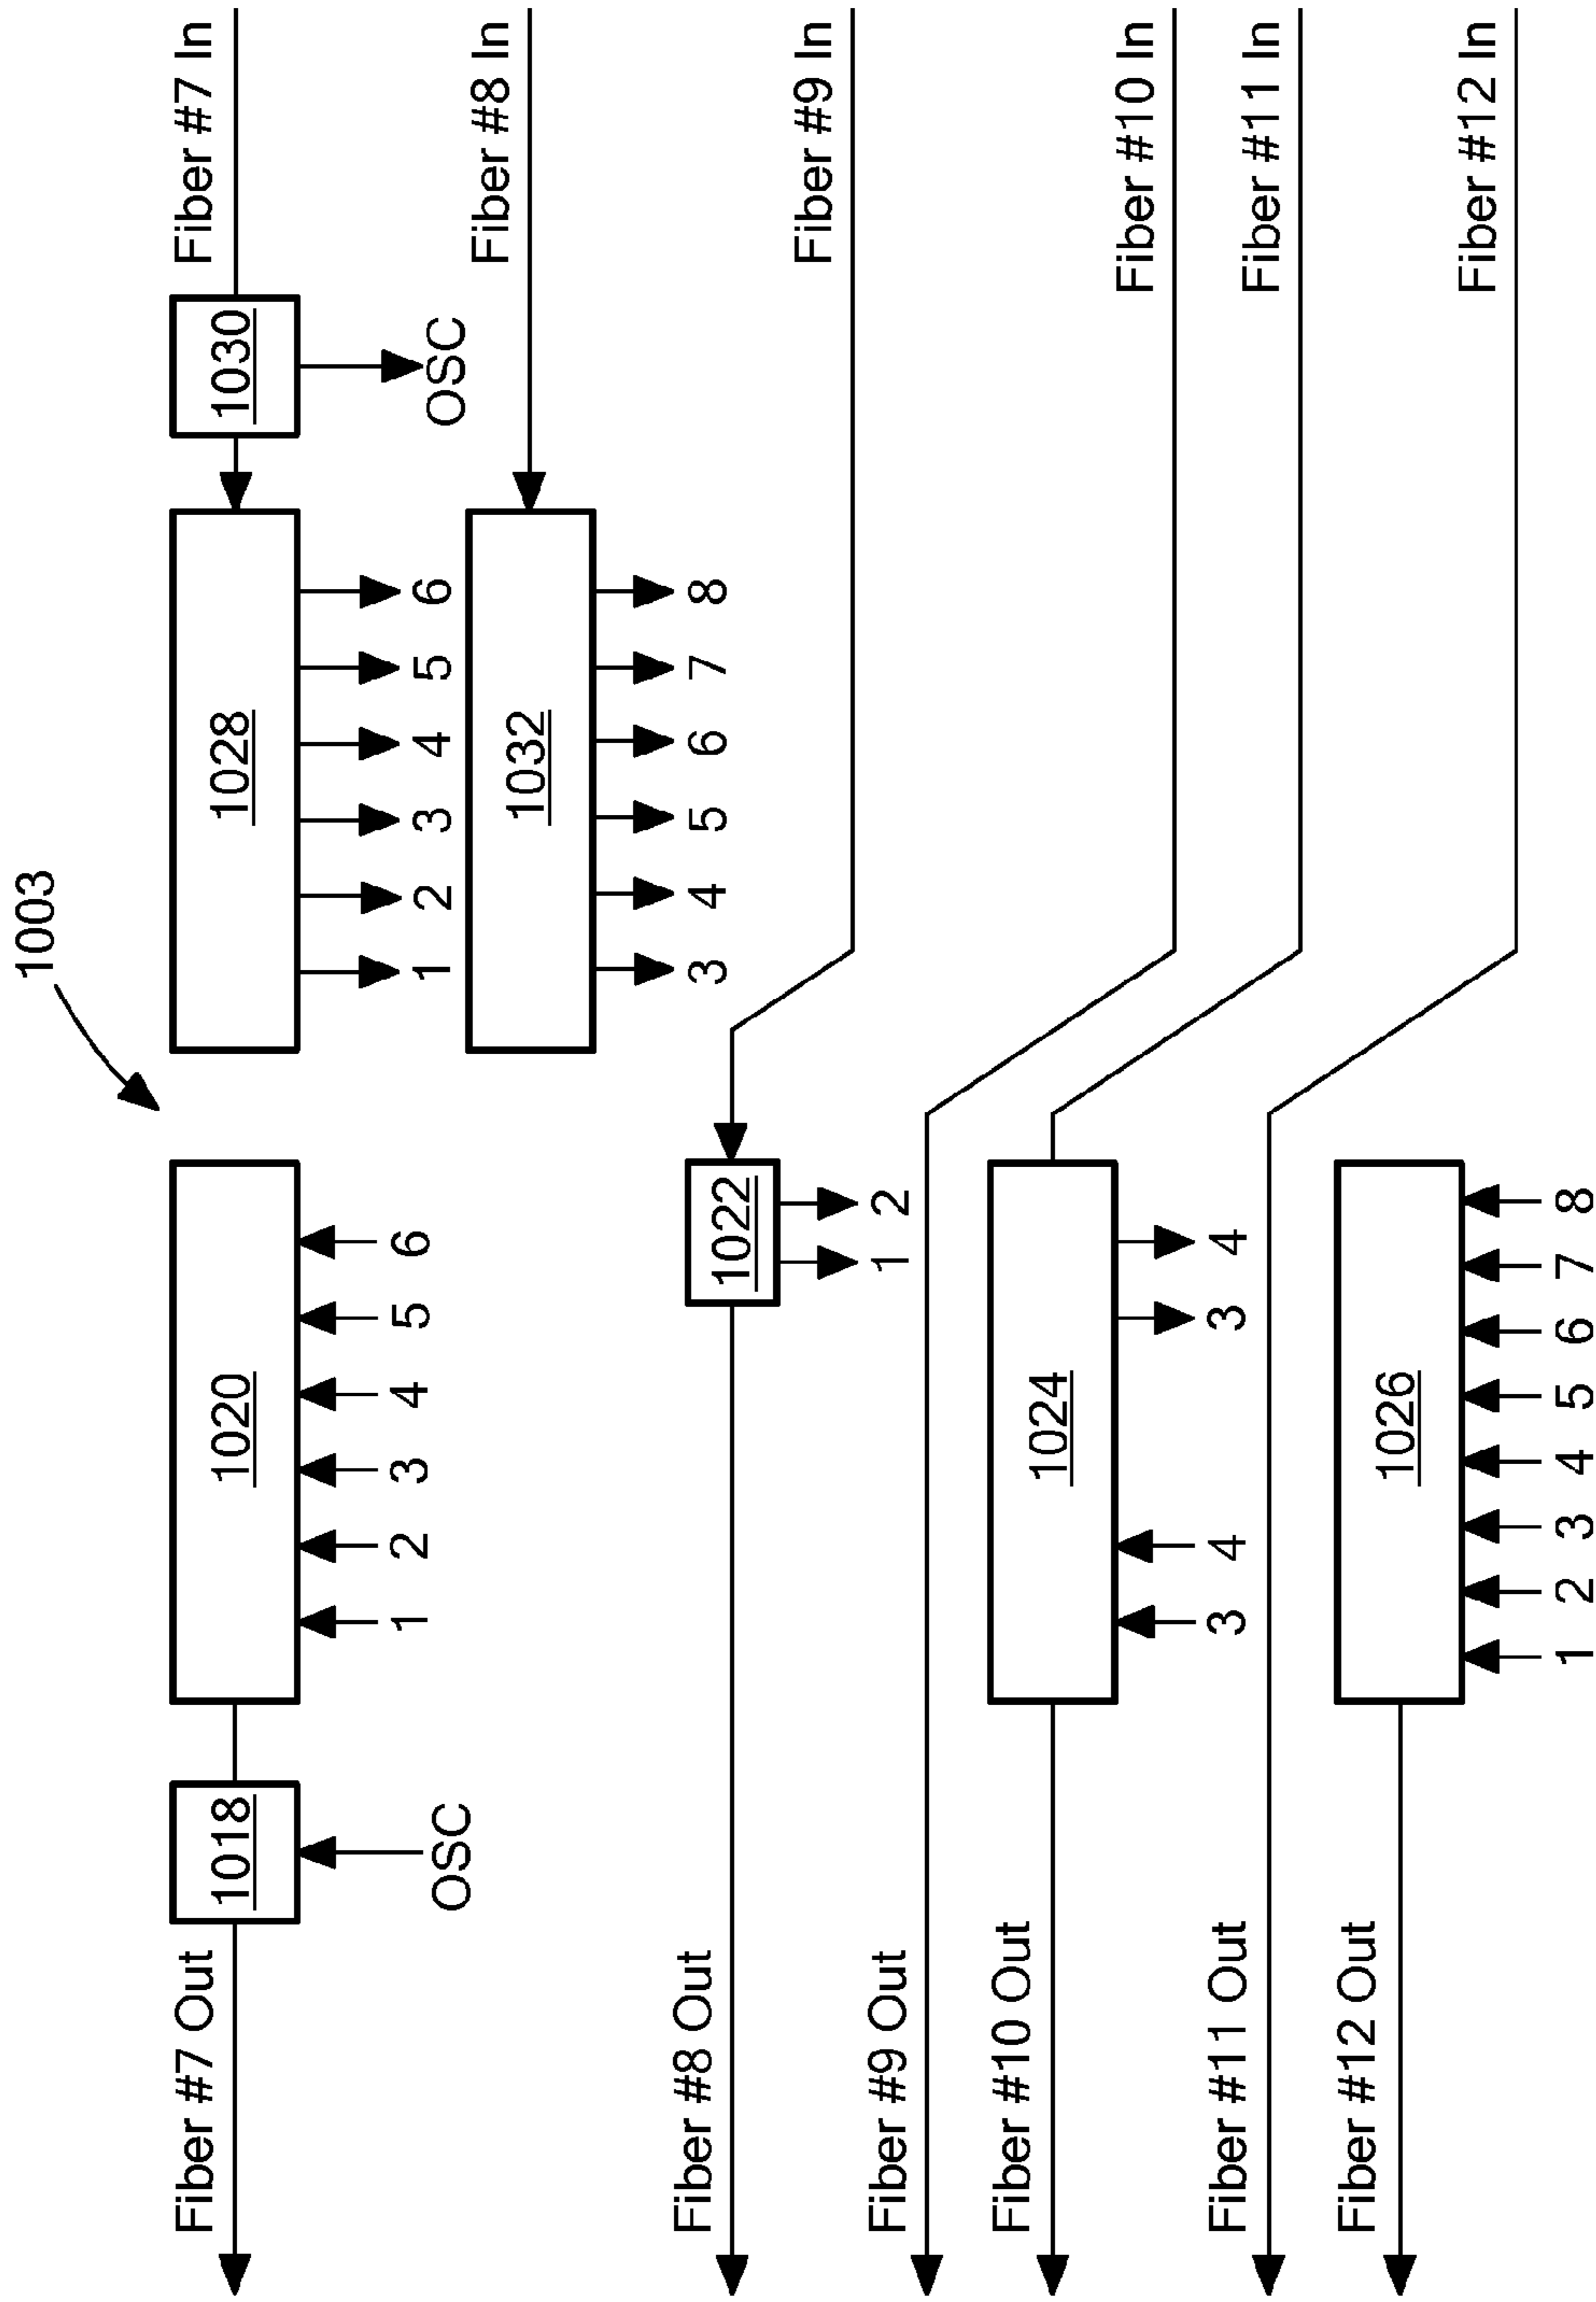 1003
Fiber #7 Out
1018
1020
1028
1030
Fiber #7 In
OSC
1 2 3 4 5 6
1 2 3 4 5 6
OSC
Fiber #8 In
1032
Fiber #8 Out
3 4 5 6 7 8
1022
Fiber #9 In
Fiber #9 Out
1 2
Fiber #10 Out
1024
Fiber #10 In
Fiber #11 Out
3 4
3 4
Fiber #11 In
Fiber #12 Out
1026
Fiber #12 In
1 2 3 4 5 6 7 8